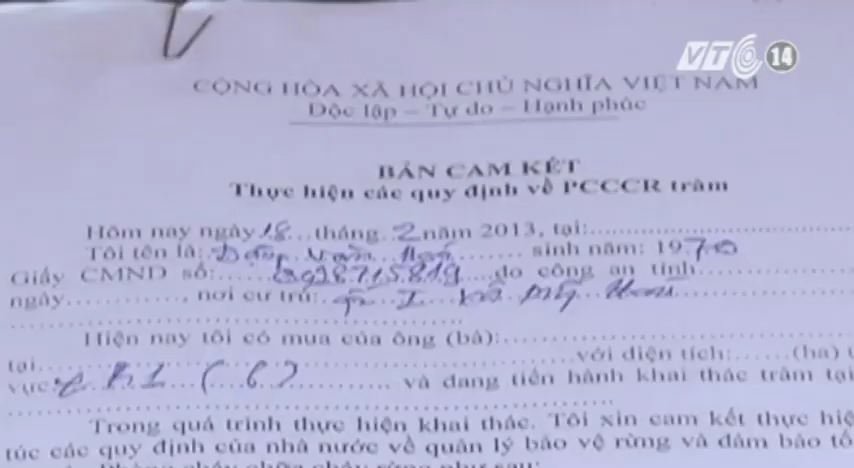 VTC 14
CỘNG HÒA XÃ HỘI CHỦ NGHĨA VIỆT NAM
Độc lập – Tự do – Hạnh phúc
BẢN CAM KẾT
Thực hiện các quy định về PCCCR tràm
Hôm nay ngày 18 tháng 2 năm 2013, tại:
Tôi tên là: Văn sinh năm: 1970
Giấy CMND số: do công an tỉnh
ngày , nơi cư trú:
Hiện nay tôi có mua của ông (bà):
tại với diện tích: (ha)
vực: và đang tiến hành khai thác tràm tại
Trong quá trình thực hiện khai thác. Tôi xin cam kết thực hiệ
túc các quy định của nhà nước về quản lý bảo vệ rừng và đảm bảo tố